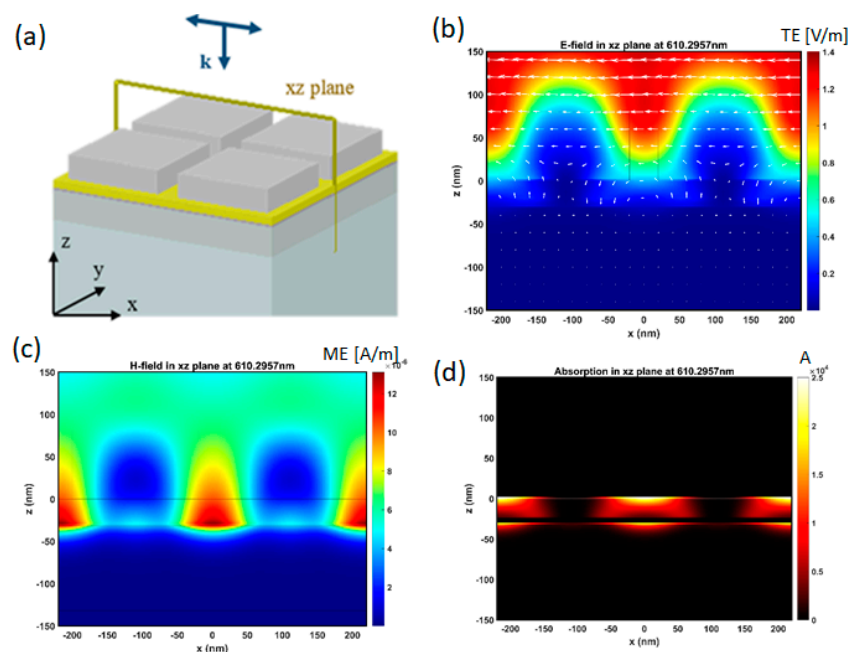 (a)
k
xz plane
z
y
x
(b)
TE [V/m]
E-field in xz plane at 610.2957nm
z (nm)
150
100
50
0
-50
-100
-150
-200 -150 -100 -50 0 50 100 150 200
x (nm)
1.4
1.2
1
0.8
0.6
0.4
0.2
(c)
ME [A/m]
H-field in xz plane at 610.2957nm
×10⁻⁶
z (nm)
150
100
50
0
-50
-100
-150
-200 -150 -100 -50 0 50 100 150 200
x (nm)
12
10
8
6
4
2
(d)
A
Absorption in xz plane at 610.2957nm
×10⁴
z (nm)
150
100
50
0
-50
-100
-150
-200 -150 -100 -50 0 50 100 150 200
x (nm)
2.5
2
1.5
1
0.5
0